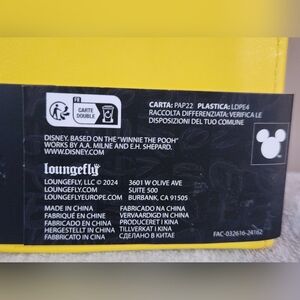 FR
CARTE
DOUBLE
CARTA: PAP22 PLASTICA: LDPE4
RACCOLTA DIFFERENZIATA: VERIFICA LE
DISPOSIZIONI DEL TUO COMUNE
DISNEY. BASED ON THE "WINNIE THE POOH"
WORKS BY A.A. MILNE AND E.H. SHEPARD.
WWW.DISNEY.COM
loungefly
LOUNGEFLY, LLC © 2024
LOUNGEFLY.COM
LOUNGEFLYEUROPE.COM
3601 W OLIVE AVE
SUITE 500
BURBANK, CA 91505
MADE IN CHINA
FABRIQUÉ EN CHINE
HERGESTELLT IN CHINA
FABBRICATO IN CINA
FABRICADO NA CHINA
VERVAARDIGD IN CHINA
PRODUCERET I KINA
TILLVERKAT I KINA
СДЕЛАНО В КИТАЕ
FAC-032616-24162